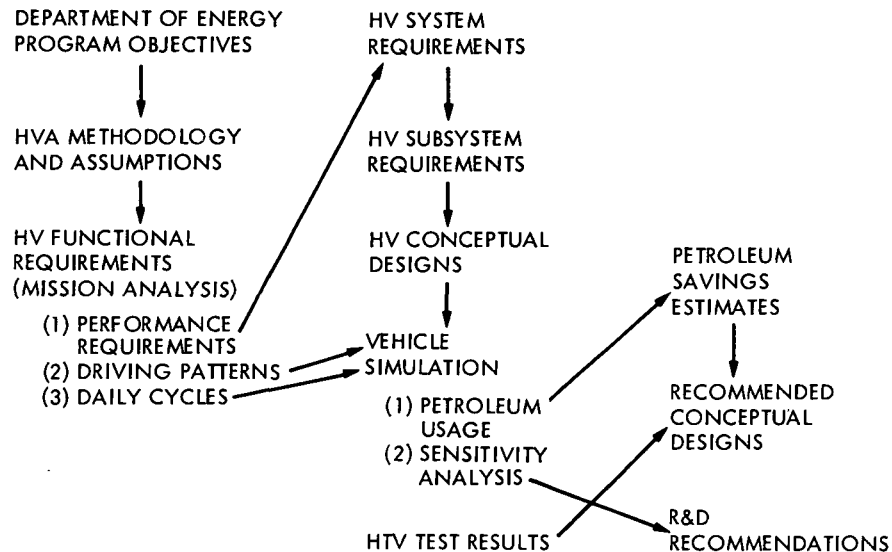 DEPARTMENT OF ENERGY
PROGRAM OBJECTIVES
HVA METHODOLOGY
AND ASSUMPTIONS
HV FUNCTIONAL
REQUIREMENTS
(MISSION ANALYSIS)
(1) PERFORMANCE
REQUIREMENTS
(2) DRIVING PATTERNS
(3) DAILY CYCLES
HV SYSTEM
REQUIREMENTS
HV SUBSYSTEM
REQUIREMENTS
HV CONCEPTUAL
DESIGNS
VEHICLE
SIMULATION
(1) PETROLEUM
USAGE
(2) SENSITIVITY
ANALYSIS
HTV TEST RESULTS
PETROLEUM
SAVINGS
ESTIMATES
RECOMMENDED
CONCEPTUAL
DESIGNS
R&D
RECOMMENDATIONS